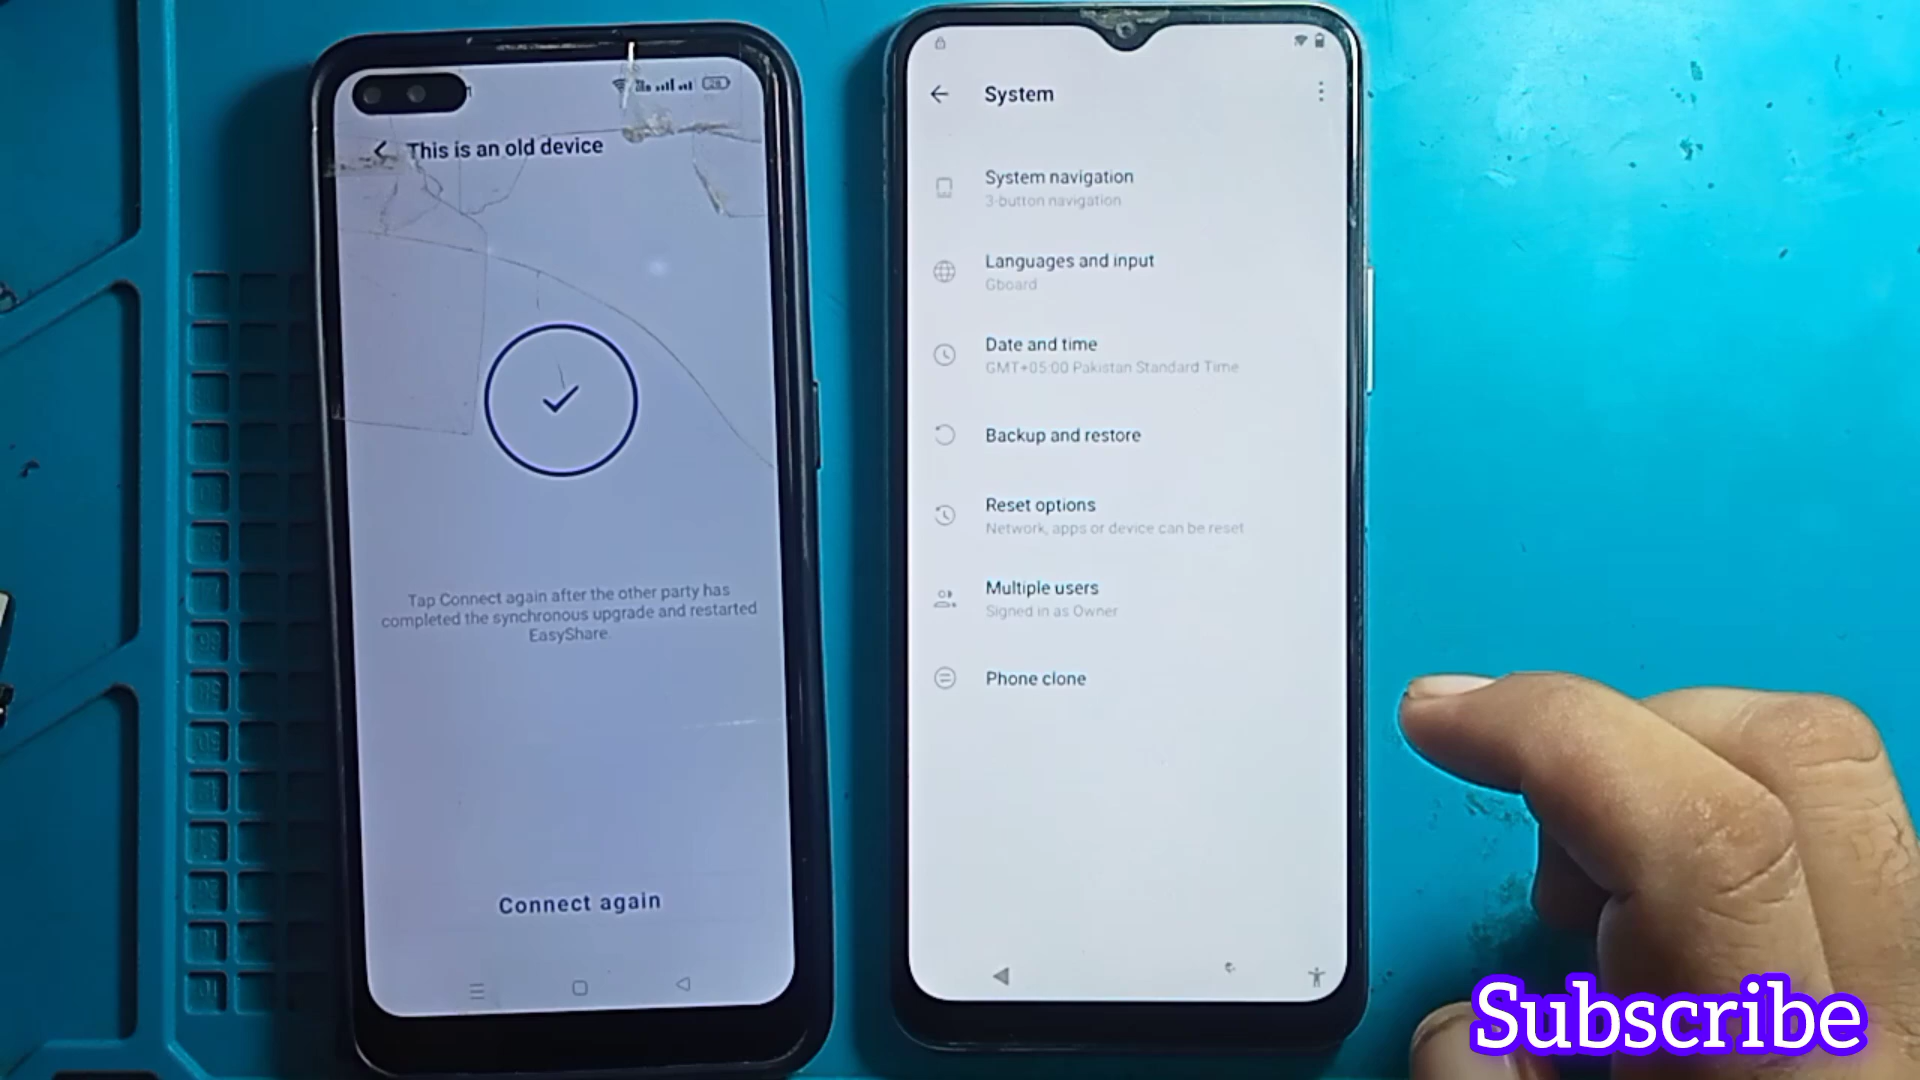 This is an old device
Tap Connect again after the other party has
completed the synchronous upgrade and restarted
EasyShare.
Connect again
System
System navigation
3-button navigation
Languages and input
Gboard
Date and time
GMT+05:00 Pakistan Standard Time
Backup and restore
Reset options
Network, apps or device can be reset
Multiple users
Signed in as Owner
Phone clone
Subscribe